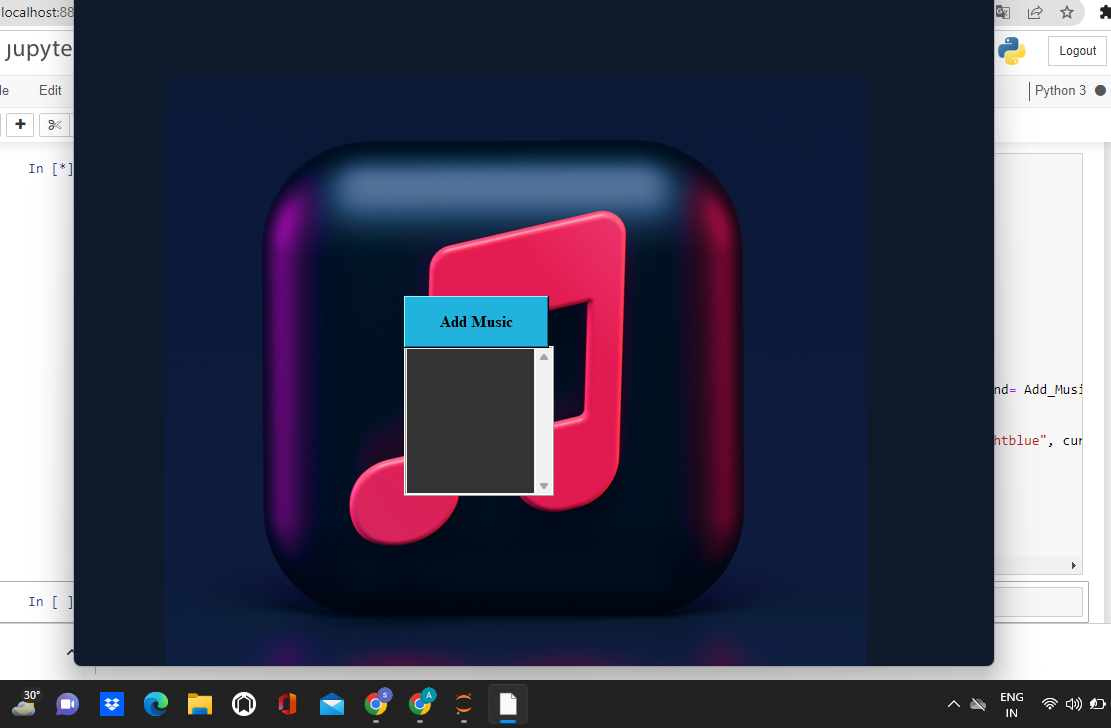 localhost:88
jupyte
Logout
le
Edit
Python 3
In [*]
Add Music
nd= Add_Musi
htblue", cur
In [ ]
30°
S
A
ENG
IN